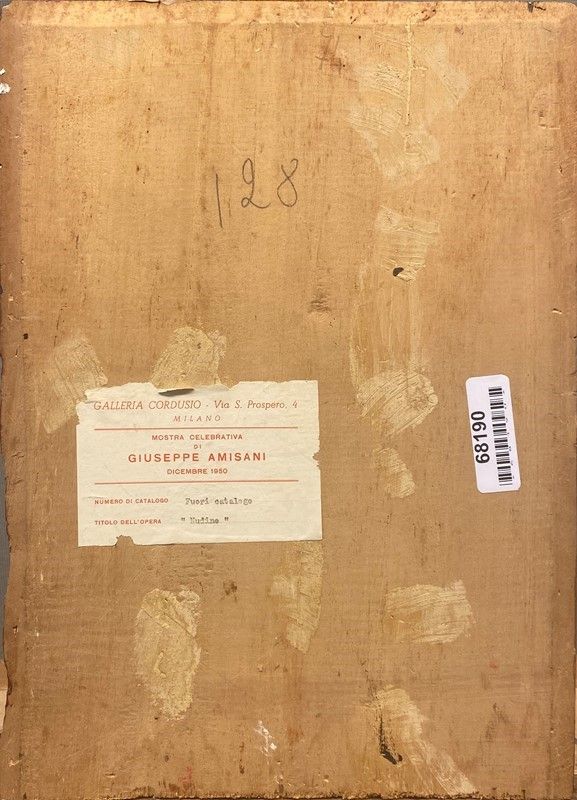 128
GALLERIA CORDUSIO - Via S. Prospero, 4
MILANO
MOSTRA CELEBRATIVA
DI
GIUSEPPE AMISANI
DICEMBRE 1950
NUMERO DI CATALOGO Fuori catalogo
TITOLO DELL'OPERA " Nudino "
68190